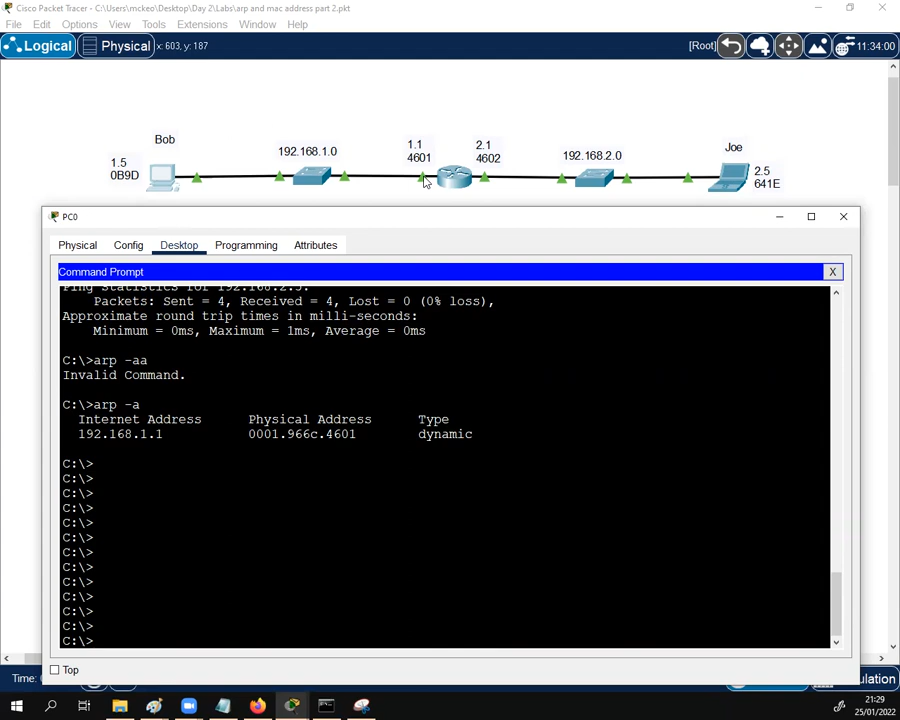 Cisco Packet Tracer - C:\Users\mckeo\Desktop\Day 2\Labs\arp and mac address part 2.pkt
File Edit Options View Tools Extensions Window Help
Logical Physical x: 603, y: 187 [Root] 11:34:00
Bob
1.5
0B9D
192.168.1.0
1.1
4601
2.1
4602
192.168.2.0
Joe
2.5
641E
PC0
Physical Config Desktop Programming Attributes
Command Prompt X
Packets: Sent = 4, Received = 4, Lost = 0 (0% loss),
Approximate round trip times in milli-seconds:
Minimum = 0ms, Maximum = 1ms, Average = 0ms
C:\>arp -aa
Invalid Command.
C:\>arp -a
Internet Address Physical Address Type
192.168.1.1 0001.966c.4601 dynamic
C:\>
C:\>
C:\>
C:\>
C:\>
C:\>
C:\>
C:\>
C:\>
C:\>
C:\>
C:\>
C:\>
Top
Time:
21:29
25/01/2022